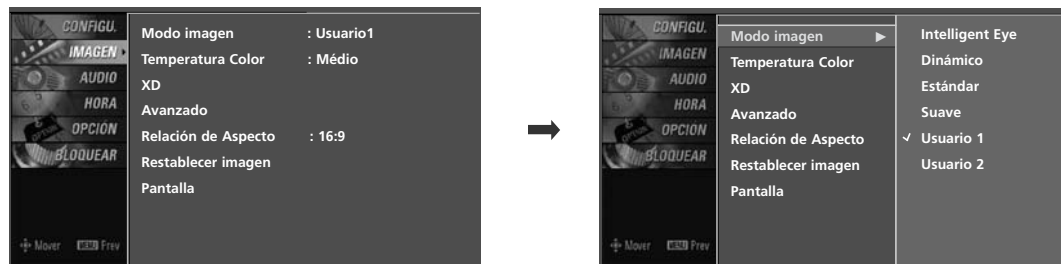 CONFIGU.
IMAGEN
AUDIO
HORA
OPCIÓN
BLOQUEAR
Mover MENU Prev
Modo imagen : Usuario1
Temperatura Color : Médio
XD
Avanzado
Relación de Aspecto : 16:9
Restablecer imagen
Pantalla
CONFIGU.
IMAGEN
AUDIO
HORA
OPCIÓN
BLOQUEAR
Mover MENU Prev
Modo imagen
Temperatura Color
XD
Avanzado
Relación de Aspecto
Restablecer imagen
Pantalla
Intelligent Eye
Dinámico
Estándar
Suave
Usuario 1
Usuario 2